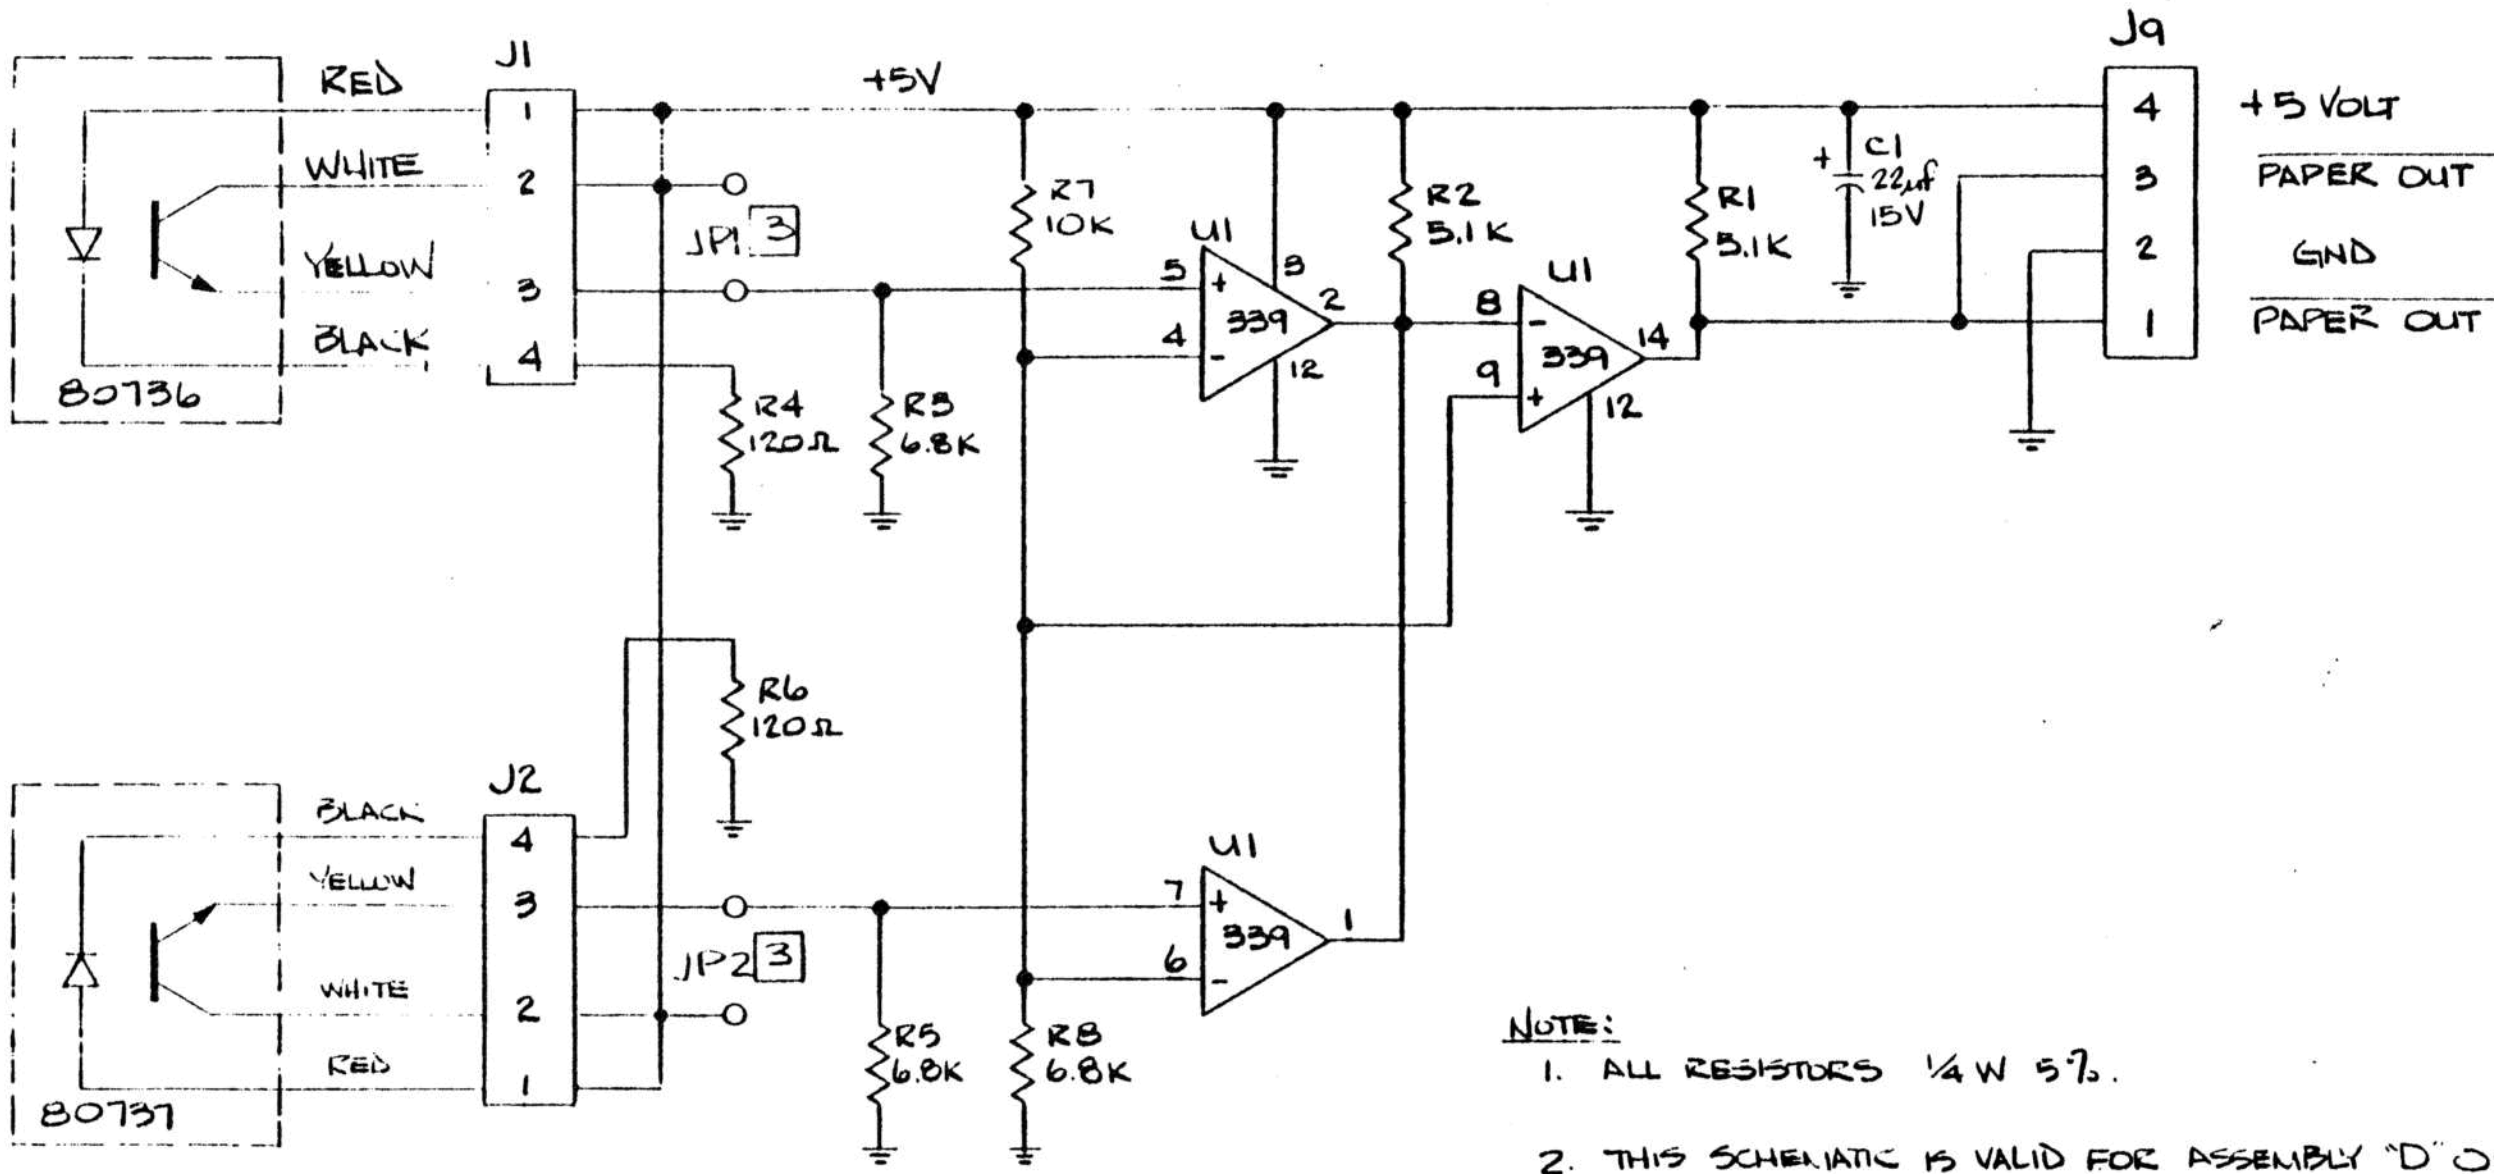 J1
RED
1
WHITE
2
YELLOW
3
BLACK
4
80736
+5V
JP1 3
R4
120Ω
R3
6.8K
R7
10K
U1
5 +
4 -
339
3
2
12
R2
5.1K
R1
5.1K
U1
8 -
9 +
339
14
12
+ C1
22uf
15V
J9
4 +5 VOLT
3 PAPER OUT
2 GND
1 PAPER OUT
R6
120Ω
J2
BLACK
4
YELLOW
3
WHITE
2
RED
1
80737
JP2 3
R5
6.8K
R8
6.8K
U1
7 +
6 -
339
1
NOTE:
1. ALL RESISTORS 1/4 W 5%.
2. THIS SCHEMATIC IS VALID FOR ASSEMBLY "D"